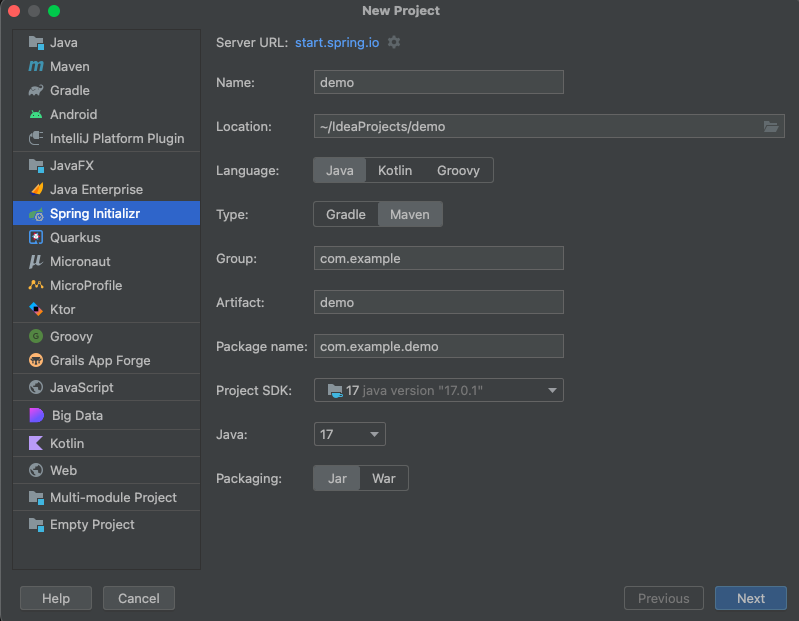 New Project
Java
Maven
Gradle
Android
IntelliJ Platform Plugin
JavaFX
Java Enterprise
Spring Initializr
Quarkus
Micronaut
MicroProfile
Ktor
Groovy
Grails App Forge
JavaScript
Big Data
Kotlin
Web
Multi-module Project
Empty Project
Server URL: start.spring.io
Name: demo
Location: ~/IdeaProjects/demo
Language: Java Kotlin Groovy
Type: Gradle Maven
Group: com.example
Artifact: demo
Package name: com.example.demo
Project SDK: 17 java version "17.0.1"
Java: 17
Packaging: Jar War
Help Cancel Previous Next